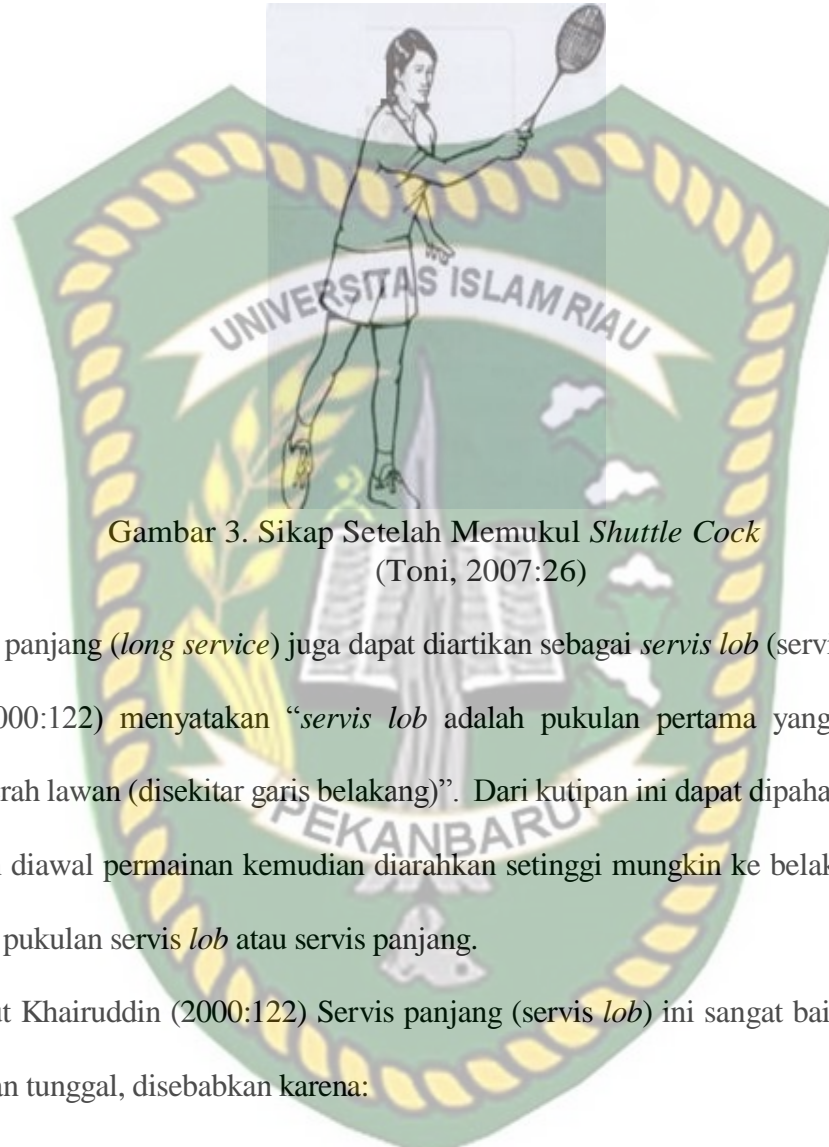 UNIVERSITAS ISLAM RIAU
Gambar 3. Sikap Setelah Memukul Shuttle Cock
(Toni, 2007:26)
panjang (long service) juga dapat diartikan sebagai servis lob (servi
000:122) menyatakan “servis lob adalah pukulan pertama yang
rah lawan (disekitar garis belakang)”. Dari kutipan ini dapat dipaha
diawal permainan kemudian diarahkan setinggi mungkin ke belak
PEKANBARU
pukulan servis lob atau servis panjang.
ut Khairuddin (2000:122) Servis panjang (servis lob) ini sangat bai
an tunggal, disebabkan karena: